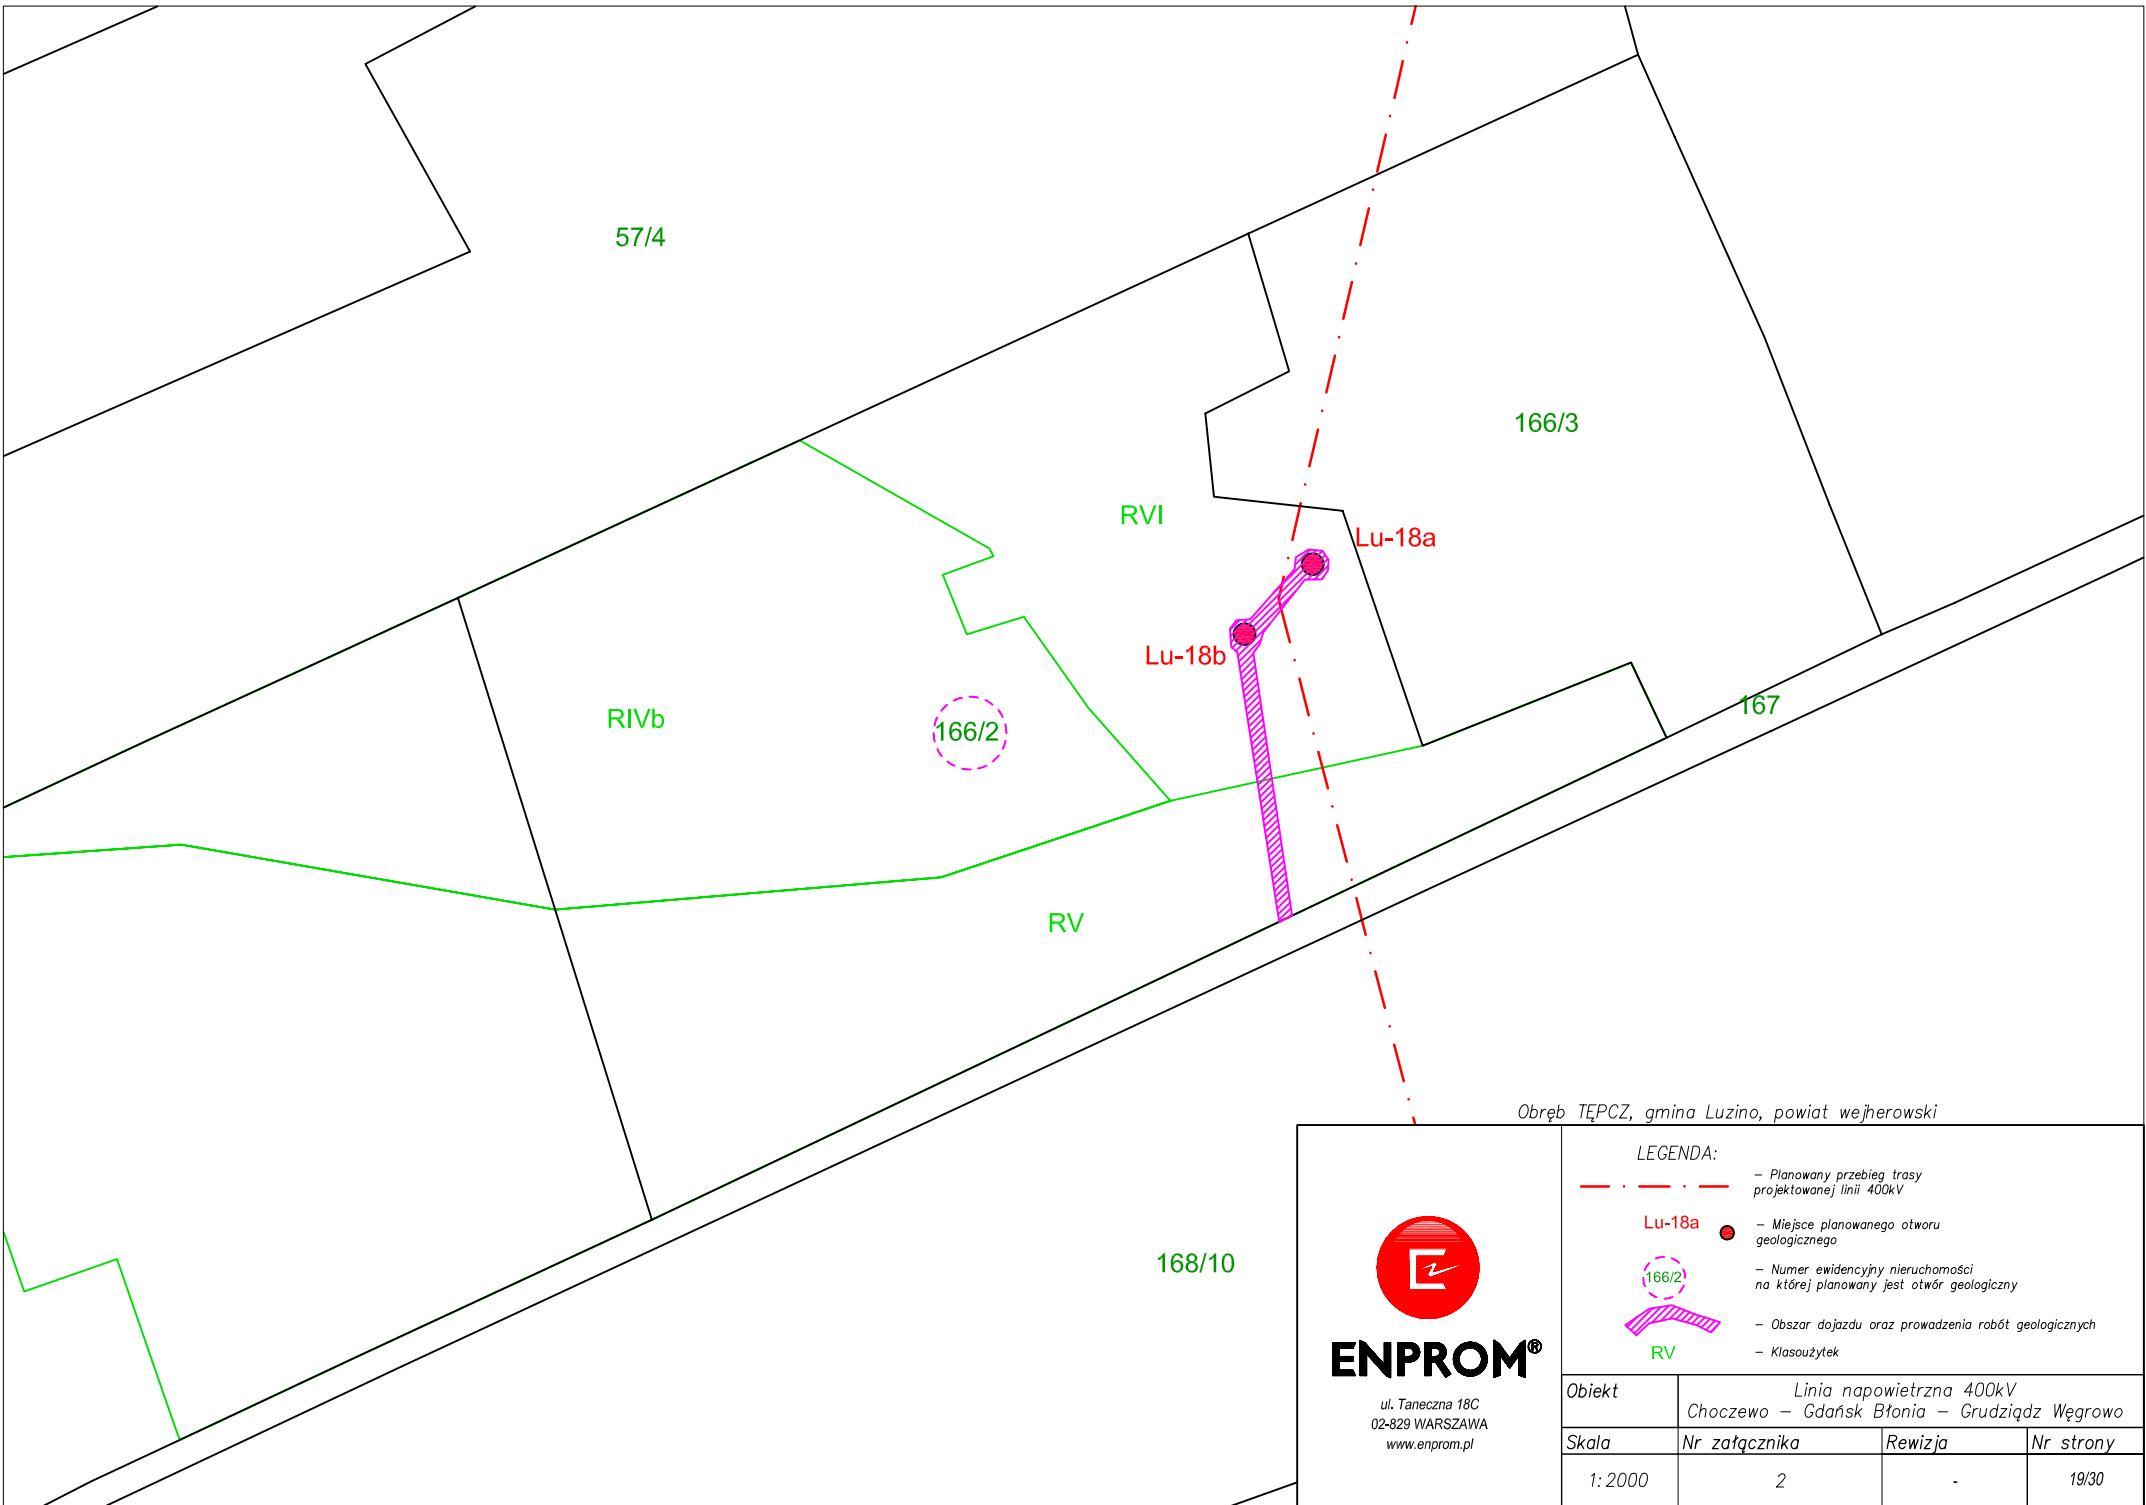 57/4
166/3
RVI
Lu-18a
Lu-18b
167
RIVb
166/2
RV
168/10
Obręb TĘPCZ, gmina Luzino, powiat wejherowski
LEGENDA:
– Planowany przebieg trasy
projektowanej linii 400kV
Lu-18a
– Miejsce planowanego otworu
geologicznego
166/2
– Numer ewidencyjny nieruchomości
na której planowany jest otwór geologiczny
– Obszar dojazdu oraz prowadzenia robót geologicznych
RV
– Klasoużytek
ENPROM®
ul. Taneczna 18C
02-829 WARSZAWA
www.enprom.pl
Obiekt
Linia napowietrzna 400kV
Choczewo – Gdańsk Błonia – Grudziądz Węgrowo
Skala
Nr załącznika
Rewizja
Nr strony
1:2000
2
-
19/30